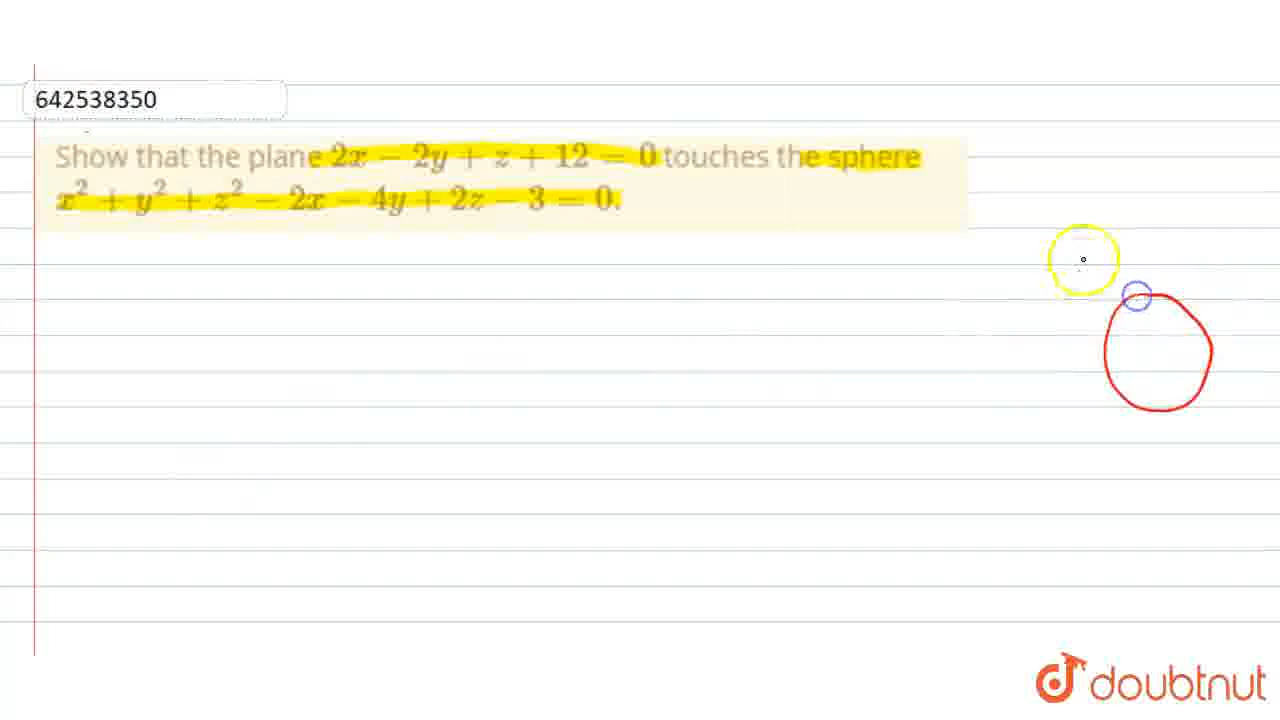 642538350
Show that the plane 2x − 2y + z + 12 = 0 touches the sphere
x² + y² + z² − 2x − 4y + 2z − 3 = 0.
doubtnut